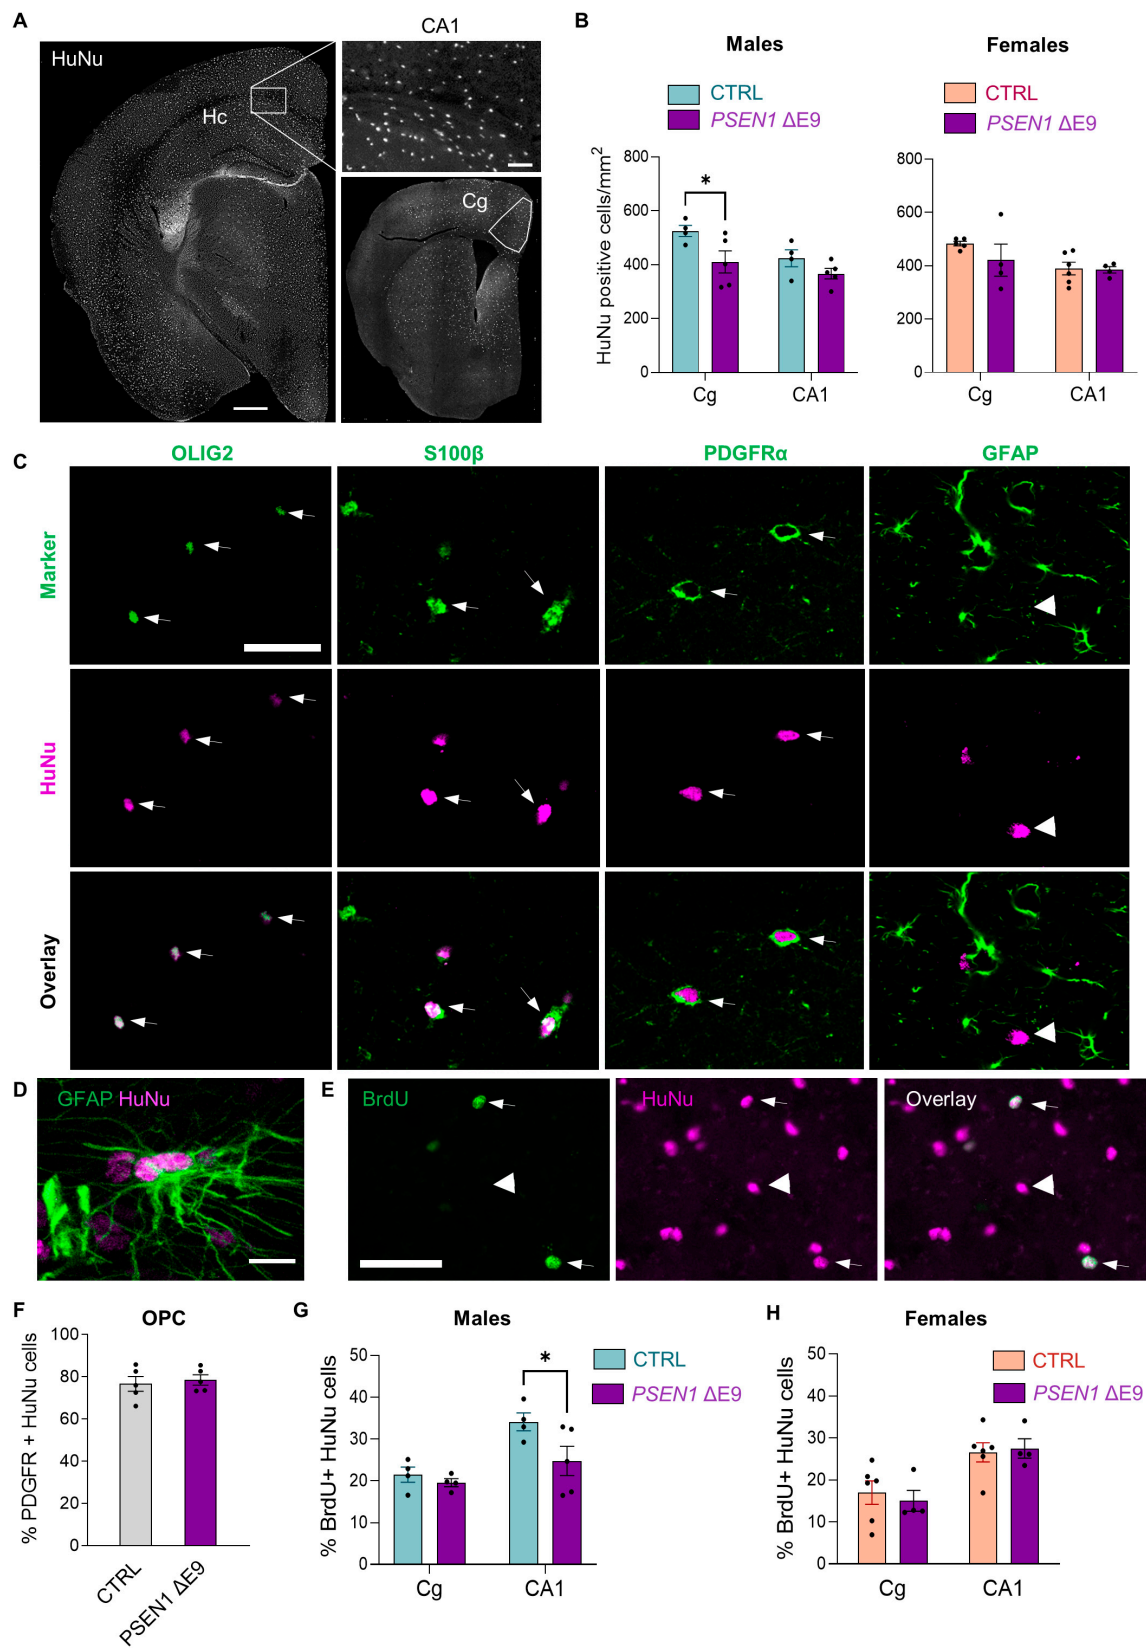 A
HuNu
Hc
CA1
Cg
B
Males
CTRL
PSEN1 ΔE9
HuNu positive cells/mm²
800
600
400
200
0
*
Cg
CA1
Females
CTRL
PSEN1 ΔE9
800
600
400
200
0
Cg
CA1
C
OLIG2
S100β
PDGFRα
GFAP
Marker
HuNu
Overlay
D
GFAP HuNu
E
BrdU
HuNu
Overlay
F
OPC
% PDGFR + HuNu cells
100
80
60
40
20
0
CTRL
PSEN1 ΔE9
G
Males
CTRL
PSEN1 ΔE9
% BrdU+ HuNu cells
50
40
30
20
10
0
*
Cg
CA1
H
Females
CTRL
PSEN1 ΔE9
% BrdU+ HuNu cells
50
40
30
20
10
0
Cg
CA1